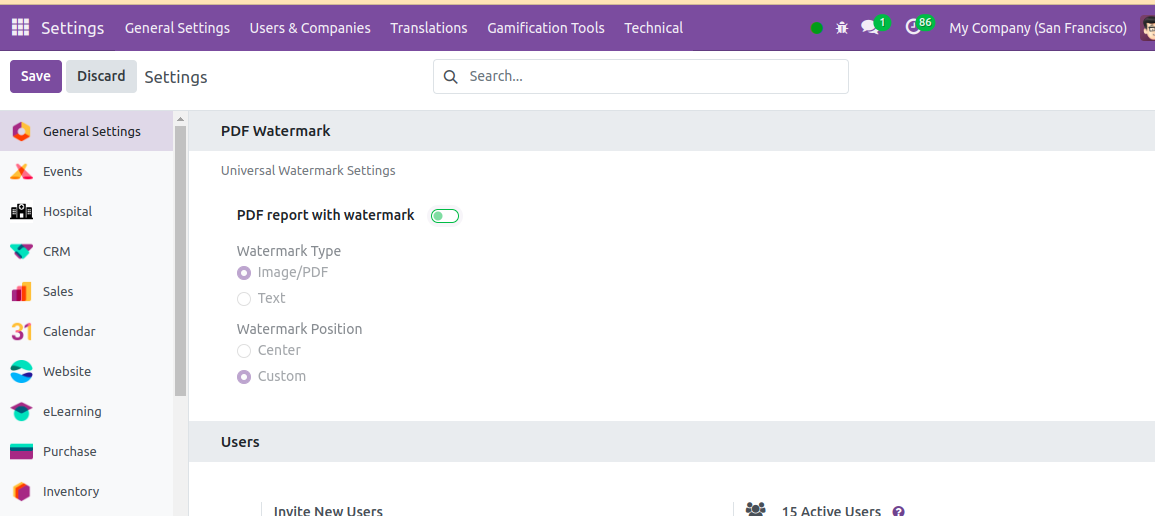 Settings General Settings Users & Companies Translations Gamification Tools Technical 1 86 My Company (San Francisco)
Save Discard Settings Search...
General Settings
Events
Hospital
CRM
Sales
31 Calendar
Website
eLearning
Purchase
Inventory
PDF Watermark
Universal Watermark Settings
PDF report with watermark
Watermark Type
Image/PDF
Text
Watermark Position
Center
Custom
Users
Invite New Users
15 Active Users ?